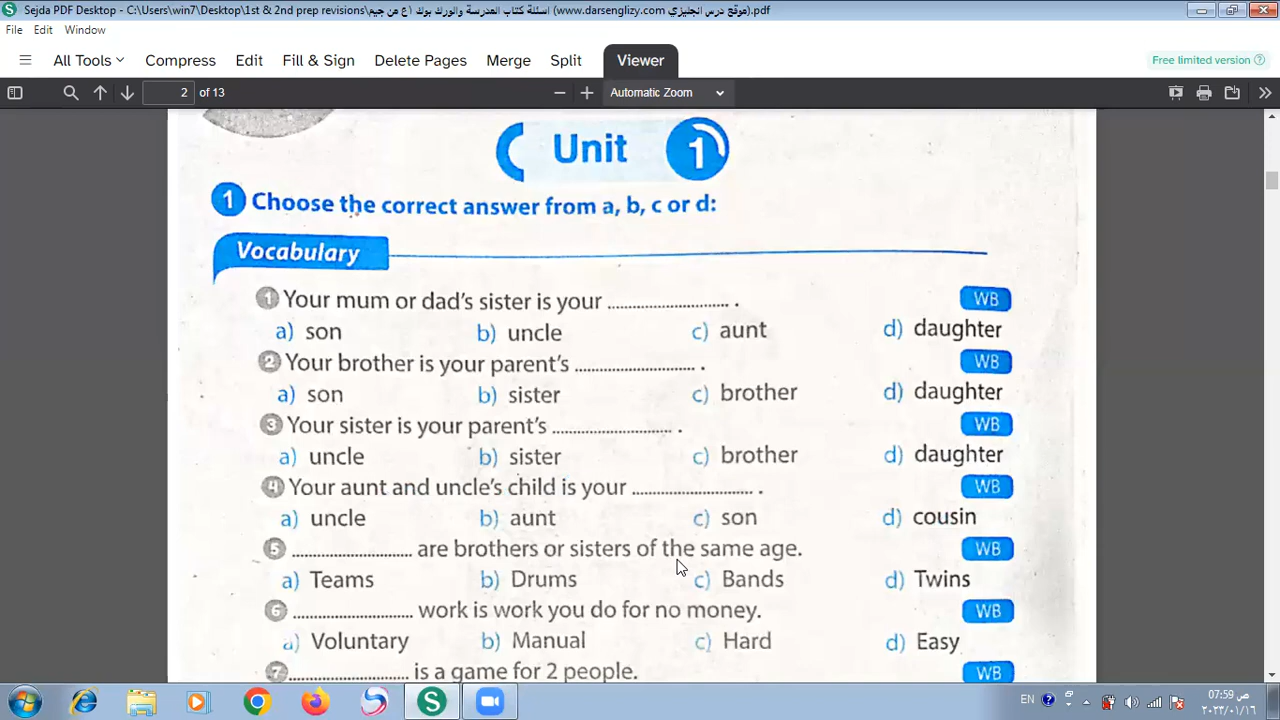 Sejda PDF Desktop - C:\Users\win7\Desktop\1st & 2nd prep revisions\اسئلة كتاب المدرسة والورك بوك (ع هن جيم\ (www.darsenglizy.com موقع درس انجليزي).pdf
File Edit Window
All Tools Compress Edit Fill & Sign Delete Pages Merge Split Viewer Free limited version
2 of 13 Automatic Zoom
Unit 1
1 Choose the correct answer from a, b, c or d:
Vocabulary
1 Your mum or dad's sister is your .......................... . WB
a) son b) uncle c) aunt d) daughter
2 Your brother is your parent's .......................... . WB
a) son b) sister c) brother d) daughter
3 Your sister is your parent's .......................... . WB
a) uncle b) sister c) brother d) daughter
4 Your aunt and uncle's child is your .......................... . WB
a) uncle b) aunt c) son d) cousin
5 .......................... are brothers or sisters of the same age. WB
a) Teams b) Drums c) Bands d) Twins
6 .......................... work is work you do for no money. WB
a) Voluntary b) Manual c) Hard d) Easy
7 .......................... is a game for 2 people. WB
EN 07:59 ص
٢٠٢٣/٠١/١٦